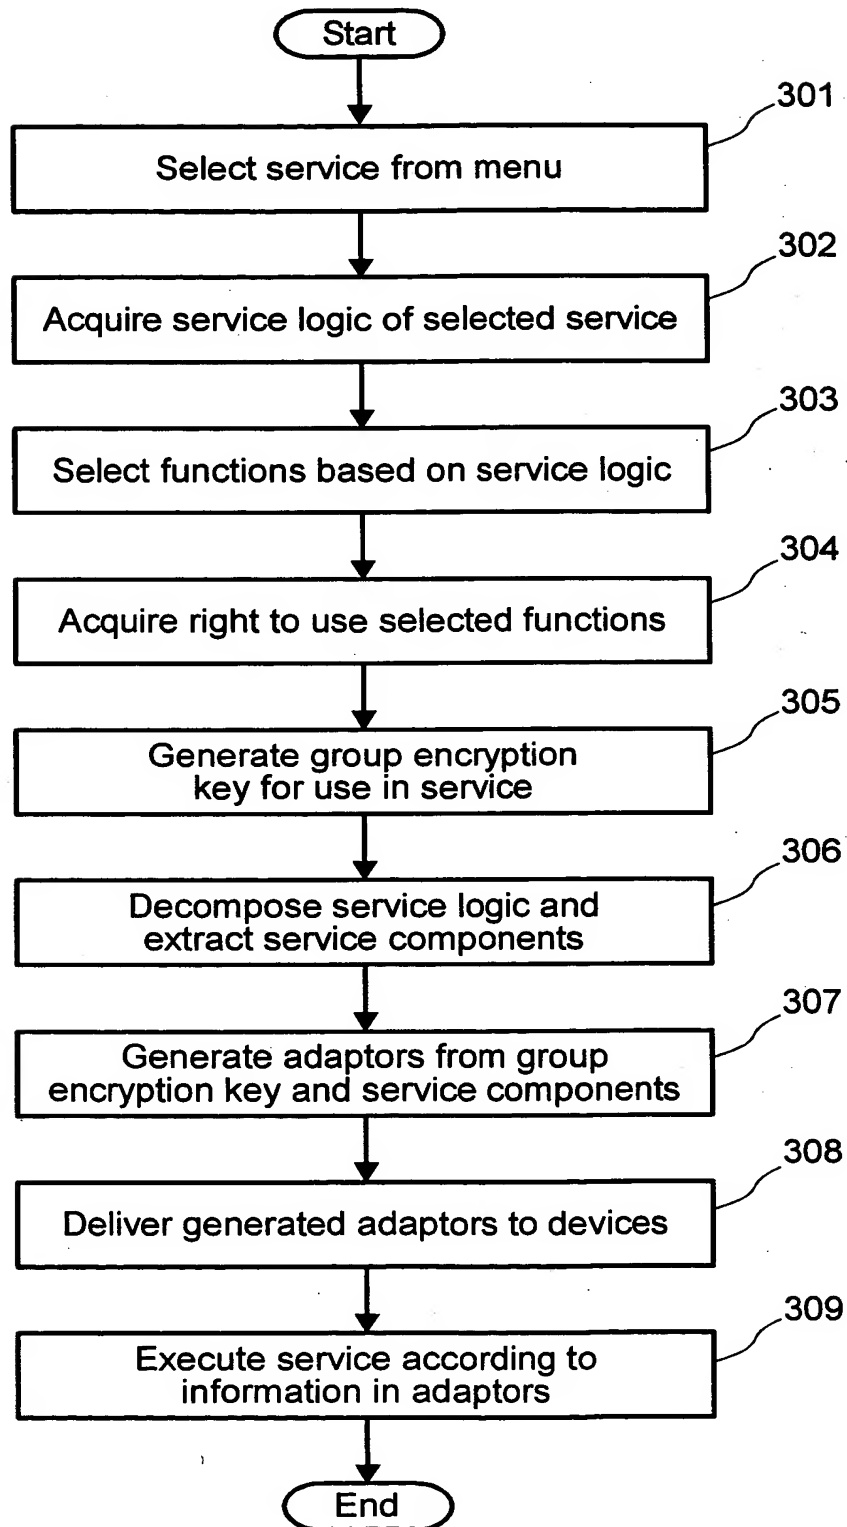 Start
301
Select service from menu
302
Acquire service logic of selected service
303
Select functions based on service logic
304
Acquire right to use selected functions
305
Generate group encryption
key for use in service
306
Decompose service logic and
extract service components
307
Generate adaptors from group
encryption key and service components
308
Deliver generated adaptors to devices
309
Execute service according to
information in adaptors
End